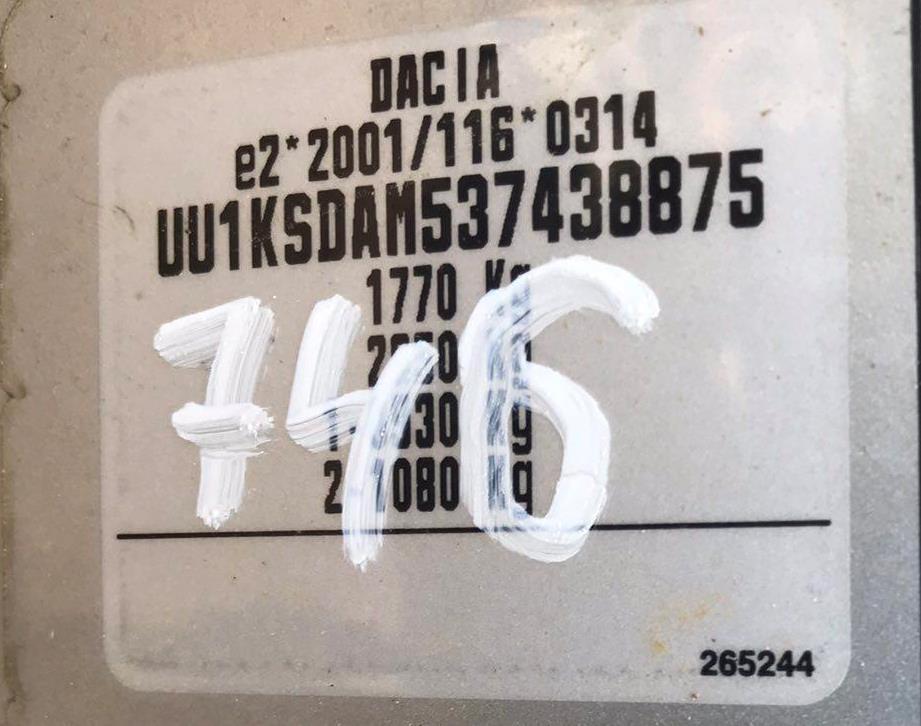 DACIA
e2*2001/116*0314
UU1KSDAM537438875
1770 Kg
746
265244